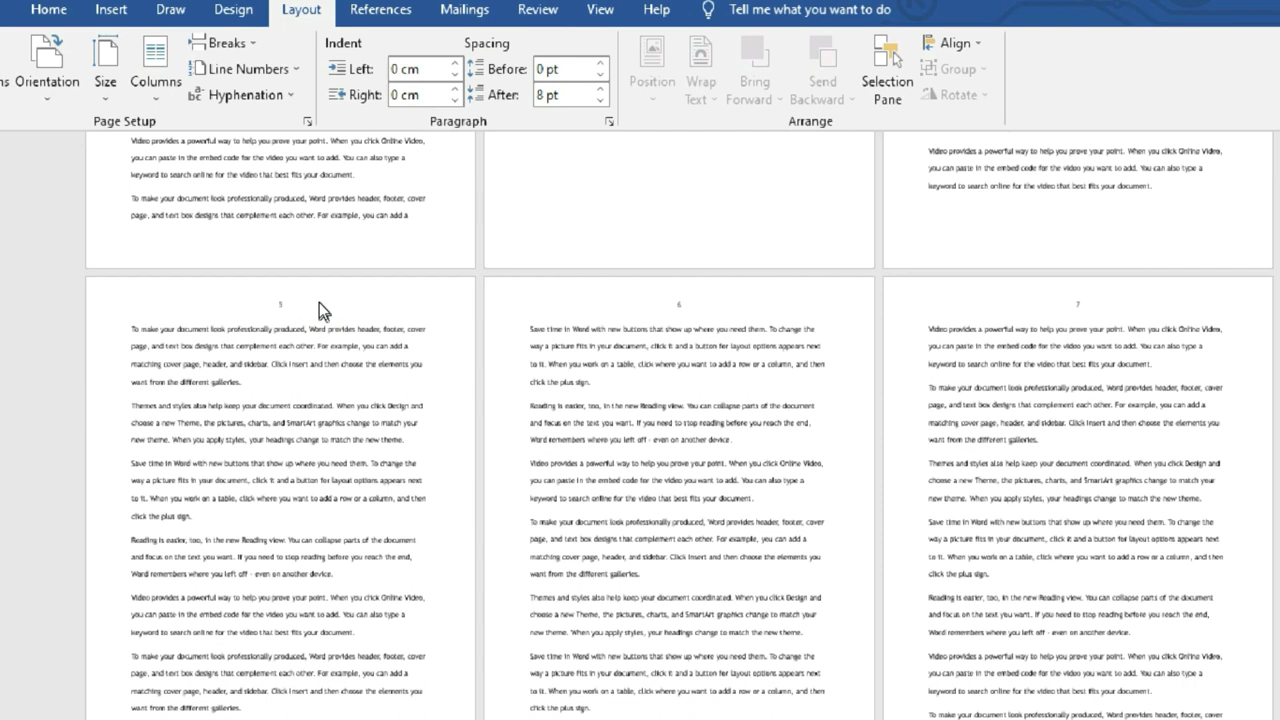 Home Insert Draw Design Layout References Mailings Review View Help Tell me what you want to do
Breaks Indent Spacing Align
Line Numbers Left: 0 cm Before: 0 pt Group
Orientation Size Columns Position Wrap Bring Send Selection
Hyphenation Right: 0 cm After: 8 pt Text Forward Backward Pane Rotate
Page Setup Paragraph Arrange
Video provides a powerful way to help you prove your point. When you click Online Video,
you can paste in the embed code for the video you want to add. You can also type a
keyword to search online for the video that best fits your document.
To make your document look professionally produced, Word provides header, footer, cover
page, and text box designs that complement each other. For example, you can add a
Video provides a powerful way to help you prove your point. When you click Online Video,
you can paste in the embed code for the video you want to add. You can also type a
keyword to search online for the video that best fits your document.
5
To make your document look professionally produced, Word provides header, footer, cover
page, and text box designs that complement each other. For example, you can add a
matching cover page, header, and sidebar. Click Insert and then choose the elements you
want from the different galleries.
Themes and styles also help keep your document coordinated. When you click Design and
choose a new Theme, the pictures, charts, and SmartArt graphics change to match your
new theme. When you apply styles, your headings change to match the new theme.
Save time in Word with new buttons that show up where you need them. To change the
way a picture fits in your document, click it and a button for layout options appears next
to it. When you work on a table, click where you want to add a row or a column, and then
click the plus sign.
Reading is easier, too, in the new Reading view. You can collapse parts of the document
and focus on the text you want. If you need to stop reading before you reach the end,
Word remembers where you left off - even on another device.
Video provides a powerful way to help you prove your point. When you click Online Video,
you can paste in the embed code for the video you want to add. You can also type a
keyword to search online for the video that best fits your document.
To make your document look professionally produced, Word provides header, footer, cover
page, and text box designs that complement each other. For example, you can add a
matching cover page, header, and sidebar. Click Insert and then choose the elements you
want from the different galleries.
6
Save time in Word with new buttons that show up where you need them. To change the
way a picture fits in your document, click it and a button for layout options appears next
to it. When you work on a table, click where you want to add a row or a column, and then
click the plus sign.
Reading is easier, too, in the new Reading view. You can collapse parts of the document
and focus on the text you want. If you need to stop reading before you reach the end,
Word remembers where you left off - even on another device.
Video provides a powerful way to help you prove your point. When you click Online Video,
you can paste in the embed code for the video you want to add. You can also type a
keyword to search online for the video that best fits your document.
To make your document look professionally produced, Word provides header, footer, cover
page, and text box designs that complement each other. For example, you can add a
matching cover page, header, and sidebar. Click Insert and then choose the elements you
want from the different galleries.
Themes and styles also help keep your document coordinated. When you click Design and
choose a new Theme, the pictures, charts, and SmartArt graphics change to match your
new theme. When you apply styles, your headings change to match the new theme.
Save time in Word with new buttons that show up where you need them. To change the
way a picture fits in your document, click it and a button for layout options appears next
to it. When you work on a table, click where you want to add a row or a column, and then
click the plus sign.
7
Video provides a powerful way to help you prove your point. When you click Online Video,
you can paste in the embed code for the video you want to add. You can also type a
keyword to search online for the video that best fits your document.
To make your document look professionally produced, Word provides header, footer, cover
page, and text box designs that complement each other. For example, you can add a
matching cover page, header, and sidebar. Click Insert and then choose the elements you
want from the different galleries.
Themes and styles also help keep your document coordinated. When you click Design and
choose a new Theme, the pictures, charts, and SmartArt graphics change to match your
new theme. When you apply styles, your headings change to match the new theme.
Save time in Word with new buttons that show up where you need them. To change the
way a picture fits in your document, click it and a button for layout options appears next
to it. When you work on a table, click where you want to add a row or a column, and then
click the plus sign.
Reading is easier, too, in the new Reading view. You can collapse parts of the document
and focus on the text you want. If you need to stop reading before you reach the end,
Word remembers where you left off - even on another device.
Video provides a powerful way to help you prove your point. When you click Online Video,
you can paste in the embed code for the video you want to add. You can also type a
keyword to search online for the video that best fits your document.
To make your document look professionally produced, Word provides header, footer, cover